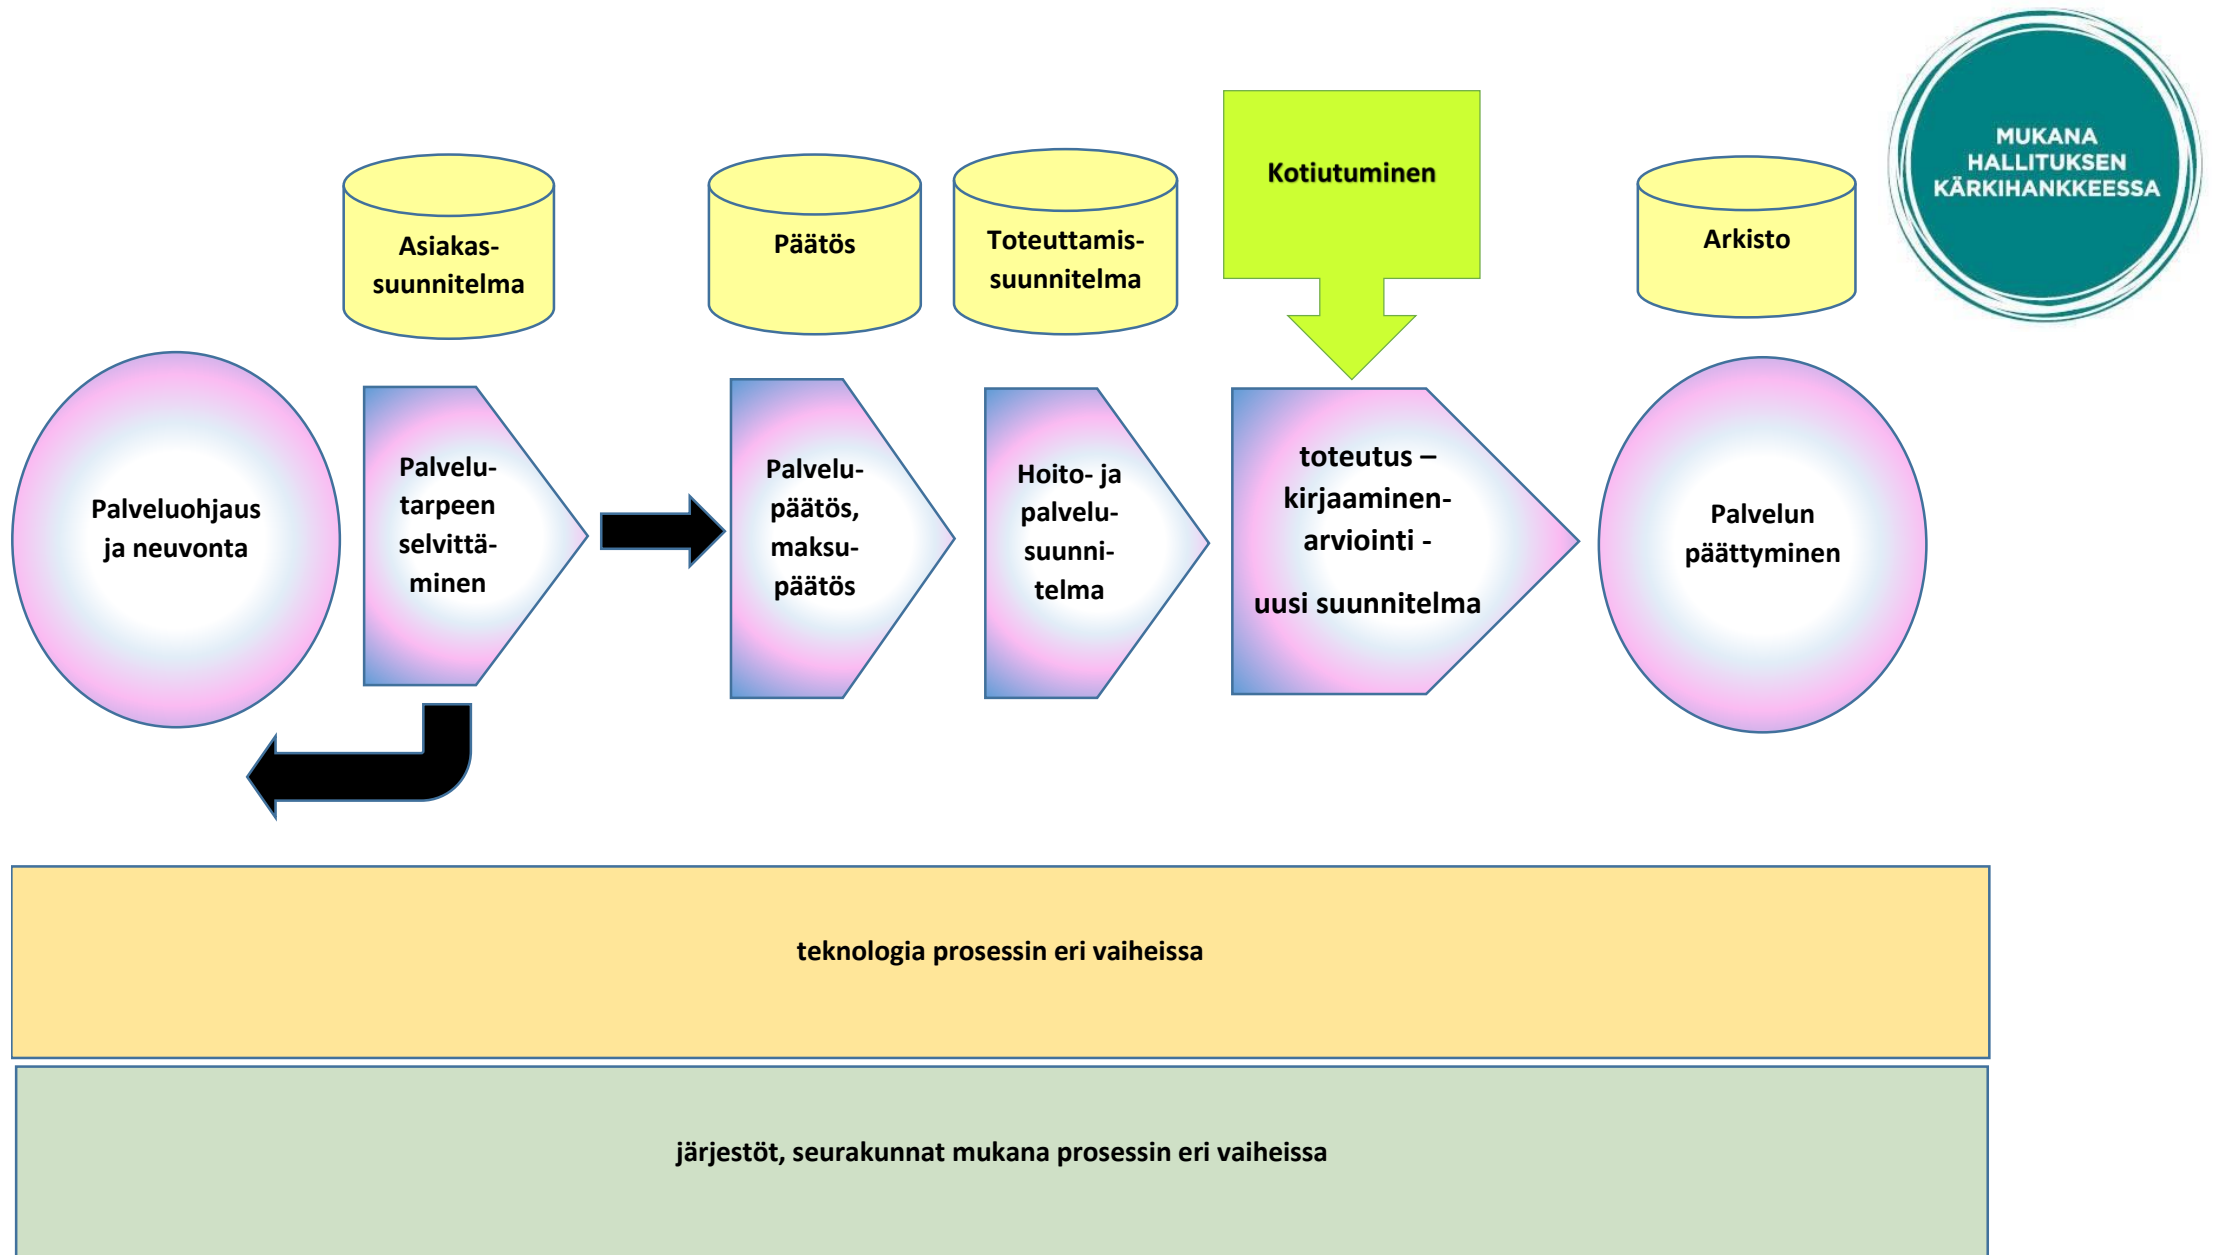 MUKANA
HALLITUKSEN
KÄRKIHANKKEESSA
Asiakas-
suunnitelma
Päätös
Toteuttamis-
suunnitelma
Kotiutuminen
Arkisto
Palveluohjaus
ja neuvonta
Palvelu-
tarpeen
selvittä-
minen
Palvelu-
päätös,
maksu-
päätös
Hoito- ja
palvelu-
suunni-
telma
toteutus –
kirjaaminen-
arviointi -
uusi suunnitelma
Palvelun
päättyminen
teknologia prosessin eri vaiheissa
järjestöt, seurakunnat mukana prosessin eri vaiheissa